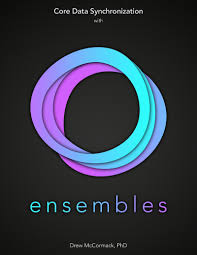 Core Data Synchronization
with
ensembles
Drew McCormack, PhD